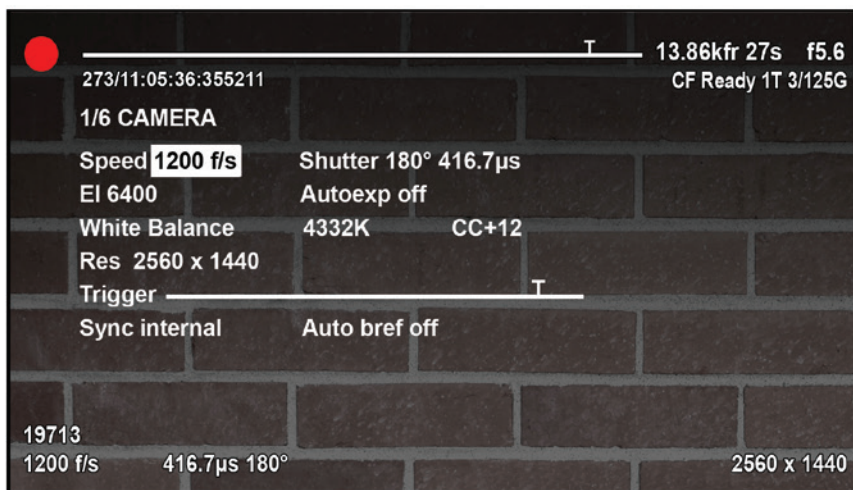 T 13.86kfr 27s f5.6
273/11:05:36:355211 CF Ready 1T 3/125G
1/6 CAMERA
Speed 1200 f/s Shutter 180° 416.7µs
EI 6400 Autoexp off
White Balance 4332K CC+12
Res 2560 x 1440
Trigger T
Sync internal Auto bref off
19713
1200 f/s 416.7µs 180° 2560 x 1440